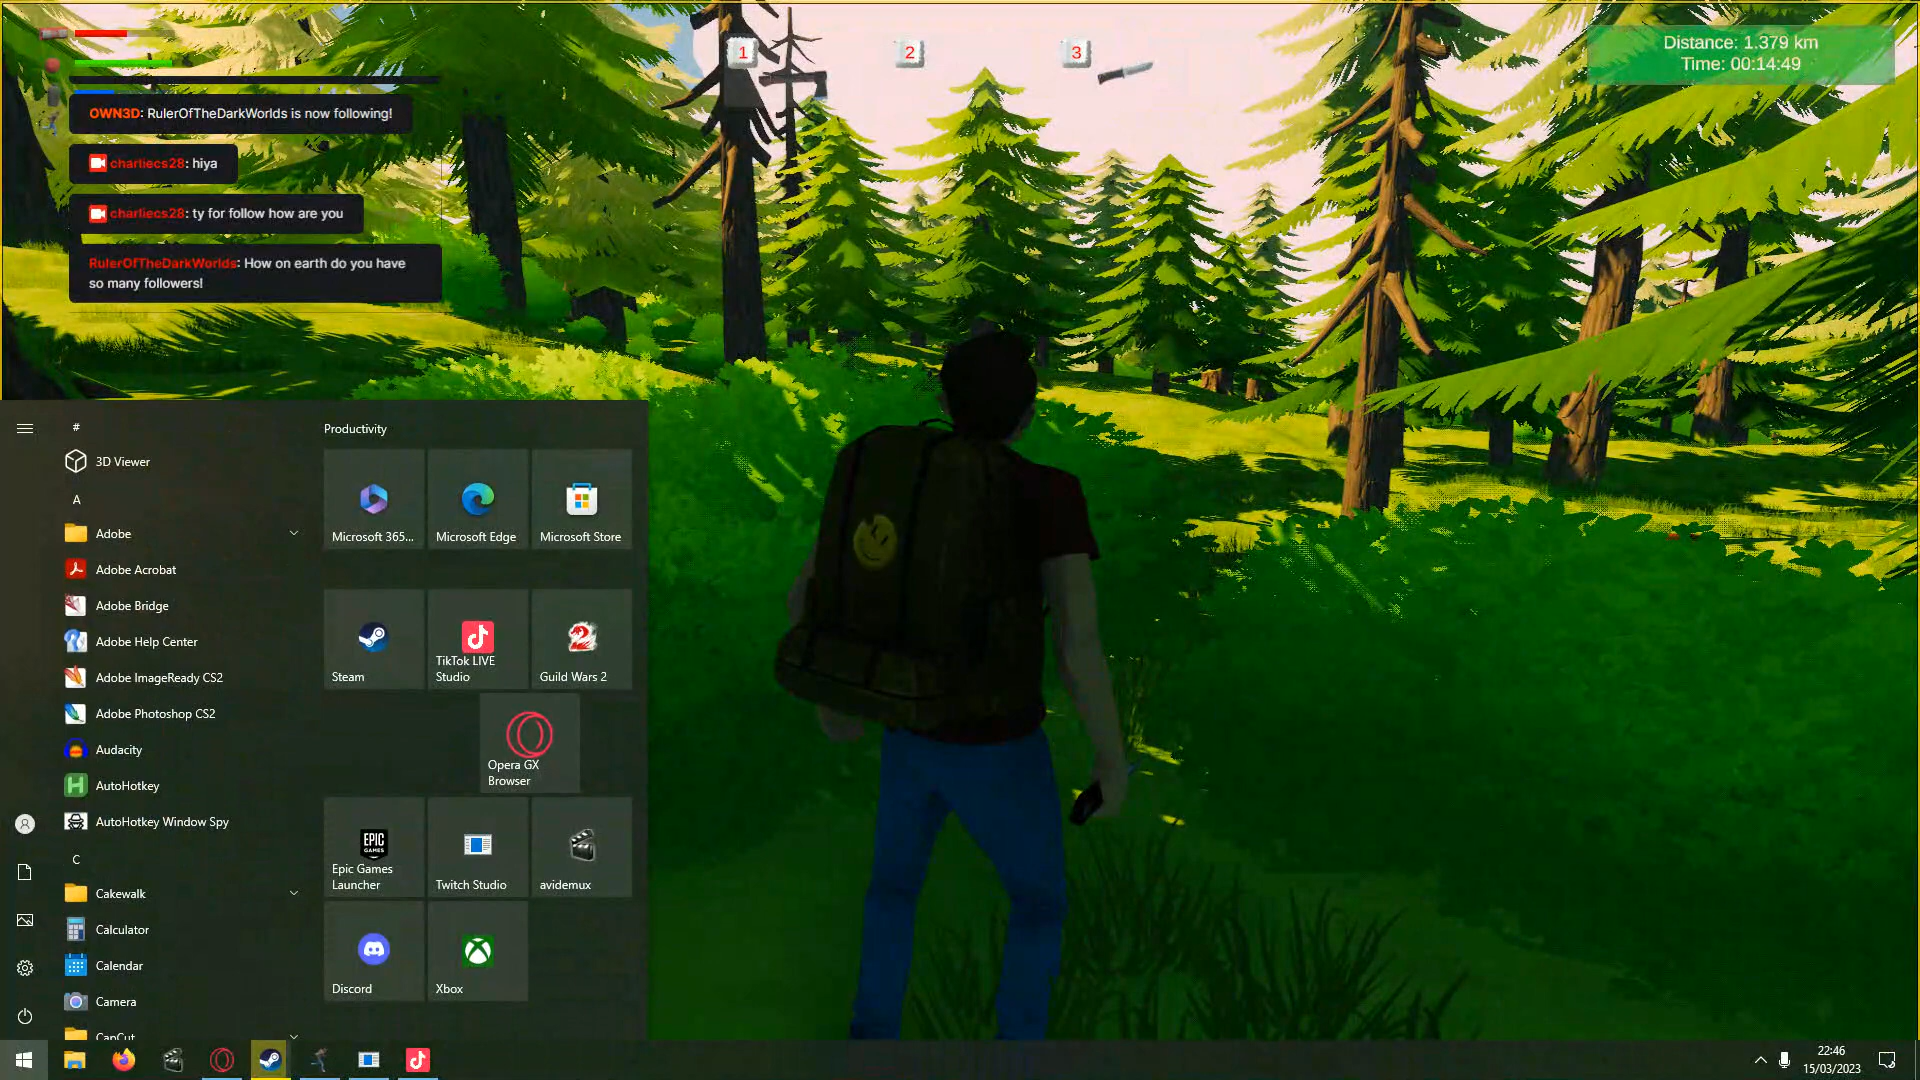 1
2
3
Distance: 1.379 km
Time: 00:14:49
OWN3D: RulerOfTheDarkWorlds is now following!
charliecs28: hiya
charliecs28: ty for follow how are you
RulerOfTheDarkWorlds: How on earth do you have
so many followers!
#
3D Viewer
A
Adobe
Adobe Acrobat
Adobe Bridge
Adobe Help Center
Adobe ImageReady CS2
Adobe Photoshop CS2
Audacity
AutoHotkey
AutoHotkey Window Spy
C
Cakewalk
Calculator
Calendar
Camera
CapCut
Productivity
Microsoft 365...
Microsoft Edge
Microsoft Store
Steam
TikTok LIVE
Studio
Guild Wars 2
Opera GX
Browser
EPIC
GAMES
Epic Games
Launcher
Twitch Studio
avidemux
Discord
Xbox
22:46
15/03/2023